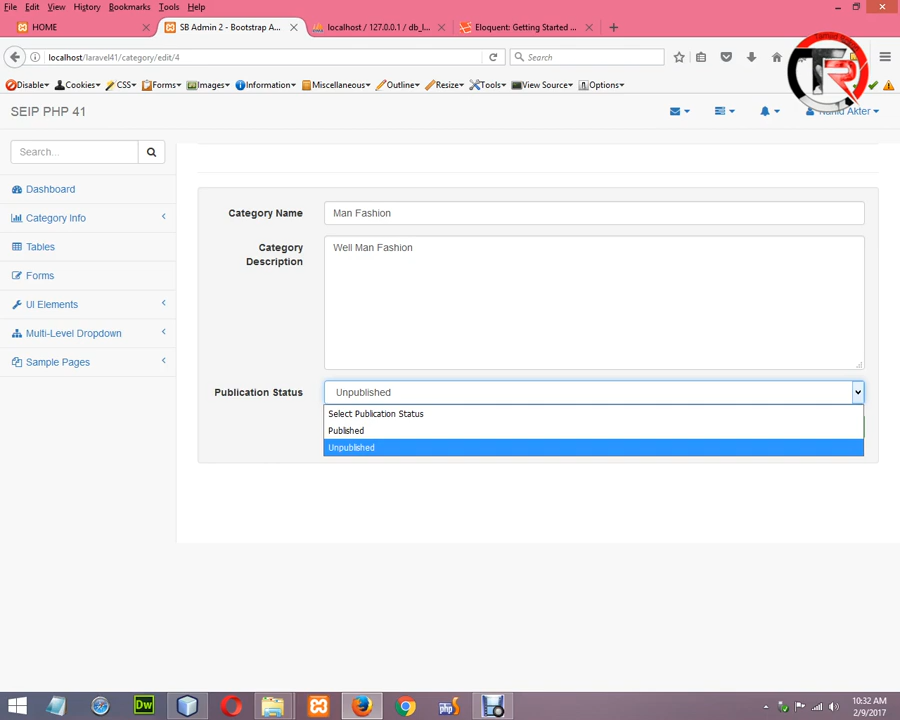 File Edit View History Bookmarks Tools Help
HOME
SB Admin 2 - Bootstrap A...
localhost / 127.0.0.1 / db_l...
Eloquent: Getting Started ...
localhost/laravel41/category/edit/4
Search
Disable Cookies CSS Forms Images Information Miscellaneous Outline Resize Tools View Source Options
SEIP PHP 41
Akter
Search...
Dashboard
Category Info
Tables
Forms
UI Elements
Multi-Level Dropdown
Sample Pages
Category Name
Man Fashion
Category
Description
Well Man Fashion
Publication Status
Unpublished
Select Publication Status
Published
Unpublished
TR
Dw
php
10:32 AM
2/9/2017